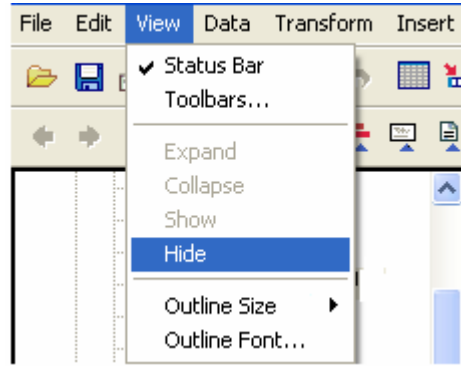 File Edit View Data Transform Insert
Status Bar
Toolbars...
Expand
Collapse
Show
Hide
Outline Size
Outline Font...